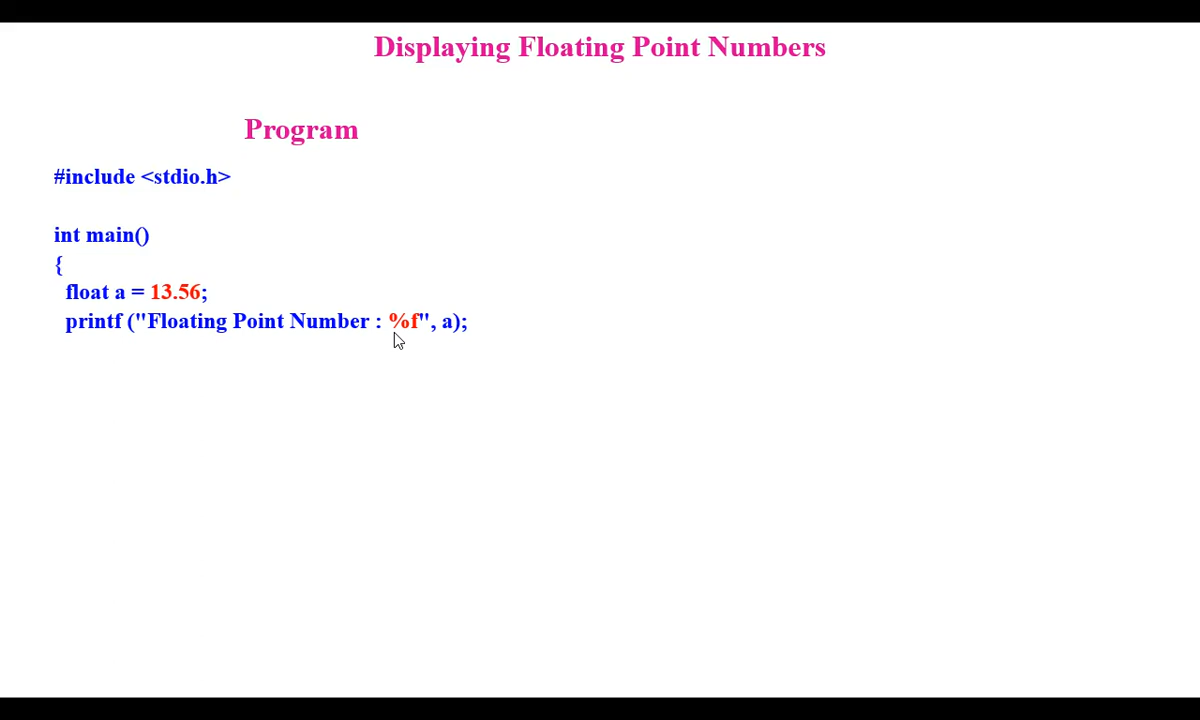 Displaying Floating Point Numbers
Program
#include <stdio.h>
int main()
{
float a = 13.56;
printf ("Floating Point Number : %f", a);